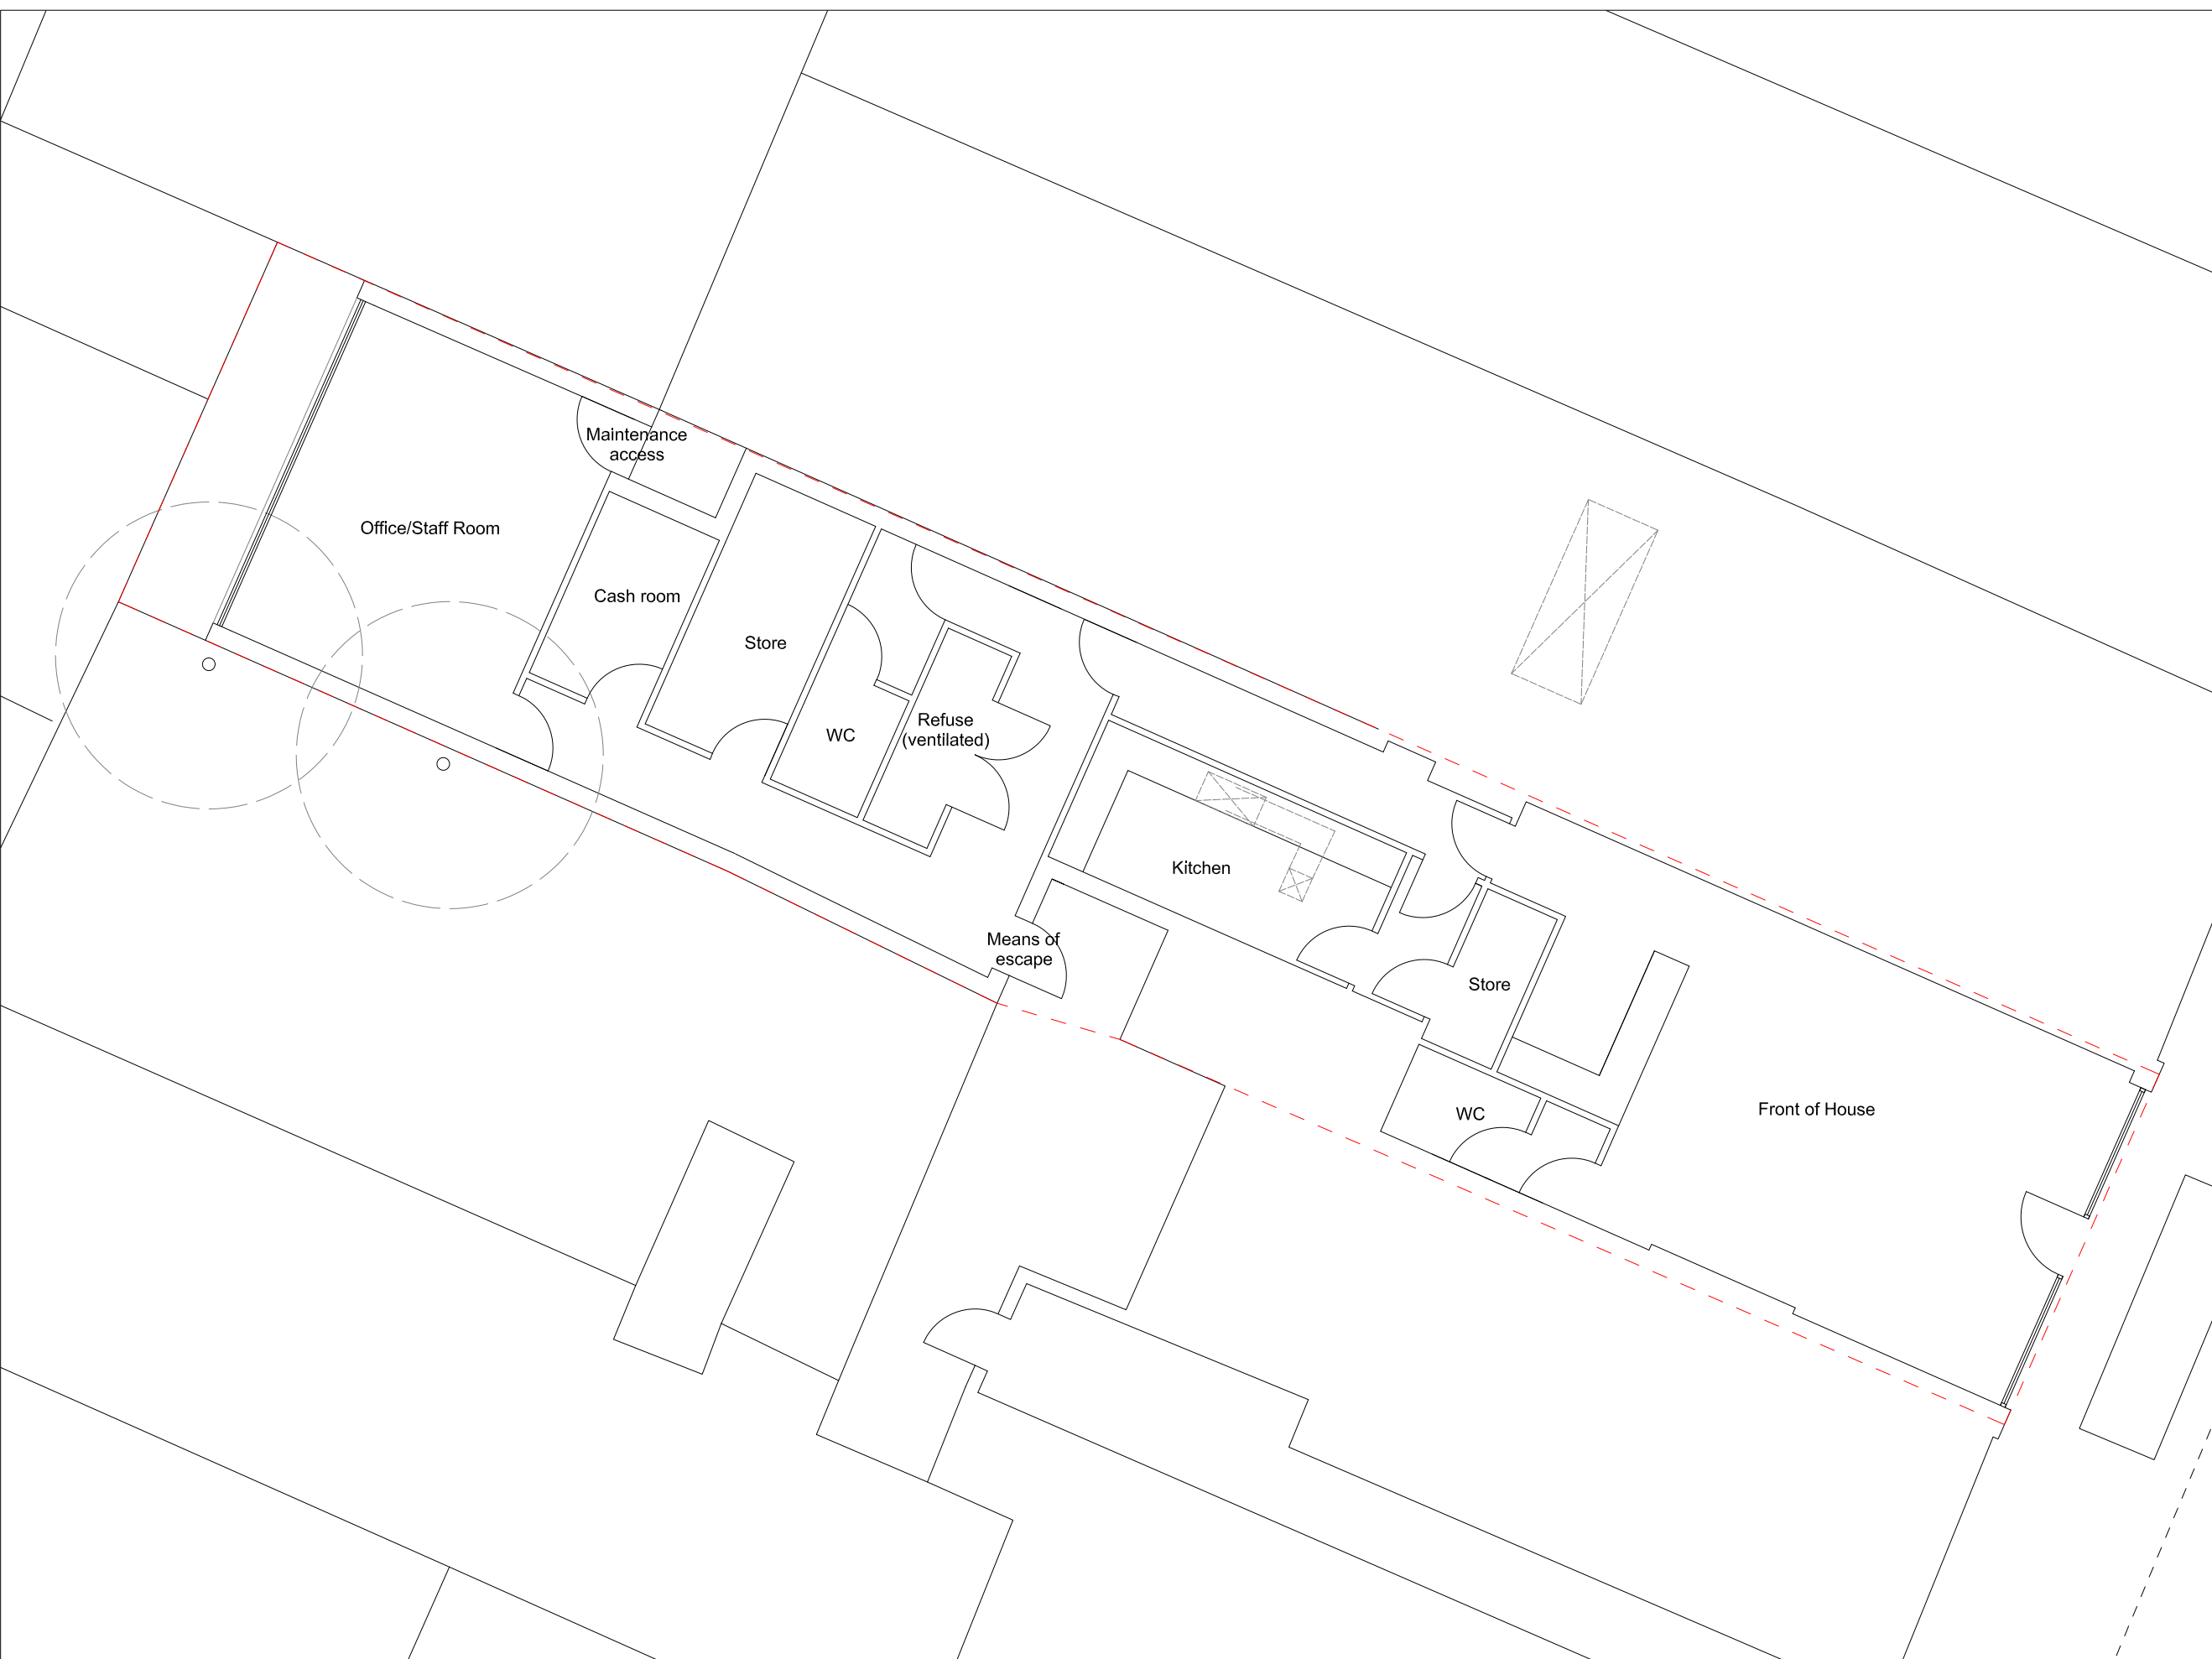 Maintenance
access
Office/Staff Room
Cash room
Store
WC
Refuse
(ventilated)
Kitchen
Means of
escape
Store
WC
Front of House